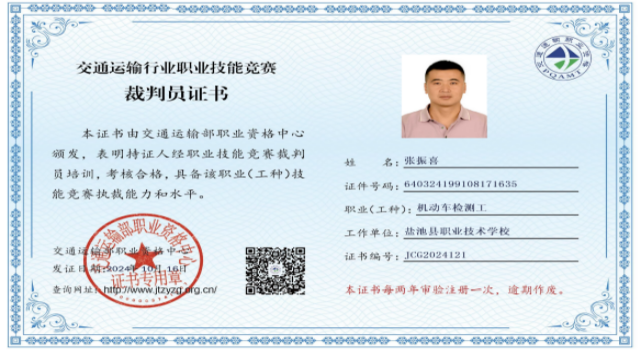 交通运输行业职业技能竞赛
裁判员证书
本证书由交通运输部职业资格中心
颁发，表明持证人经职业技能竞赛裁判
员培训，考核合格，具备该职业(工种)技
能竞赛执裁能力和水平。
交通运输部职业资格中心
发证日期:2024年 10月 16日
查询网址:http://www.jtzyzg.org.cn/
交通运输部职业资格中心
证书专用章
交通运输职业资格
PQAMT
姓 名: 张振喜
证件号码: 640324199108171635
职业(工种): 机动车检测工
工作单位: 盐池县职业技术学校
证书编号: JCG2024121
本证书每两年审验注册一次，逾期作废。